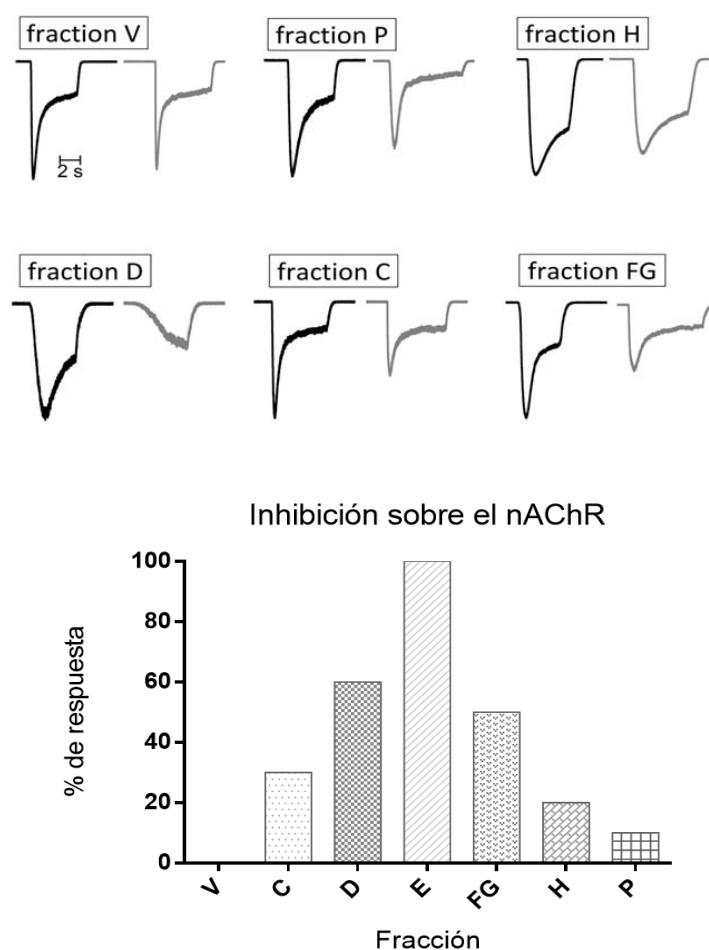 fraction V
fraction P
fraction H
2 s
fraction D
fraction C
fraction FG
Inhibición sobre el nAChR
% de respuesta
100
80
60
40
20
0
V
C
D
E
FG
H
P
Fracción